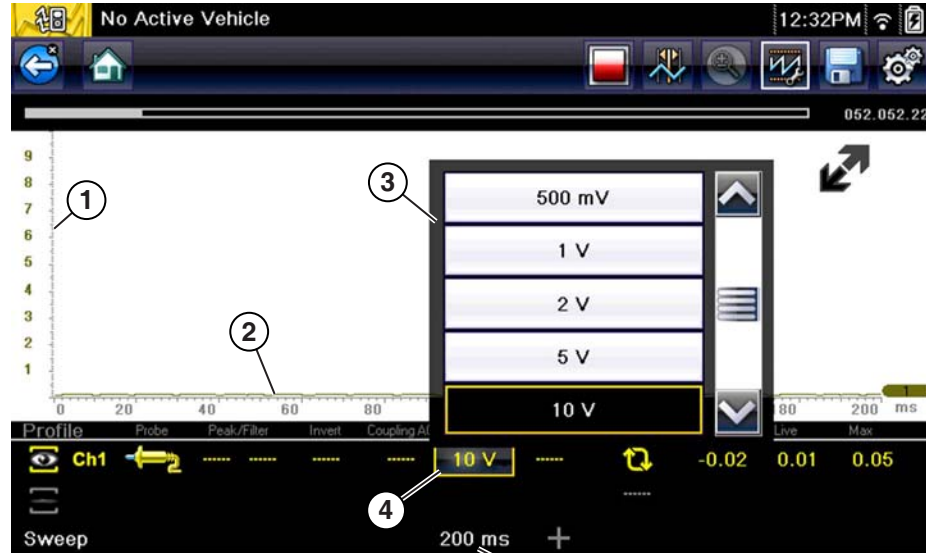 No Active Vehicle 12:32PM
052.052.22
9
8
7
6
5
4
3
2
1
1
2
3
500 mV
1 V
2 V
5 V
10 V
1
0 20 40 60 80 180 200 ms
Profile Probe Peak/Filter Invert Coupling AC Live Max
Ch1 ------ ------ ------ ------ 10 V ------ -0.02 0.01 0.05
4
------
Sweep 200 ms